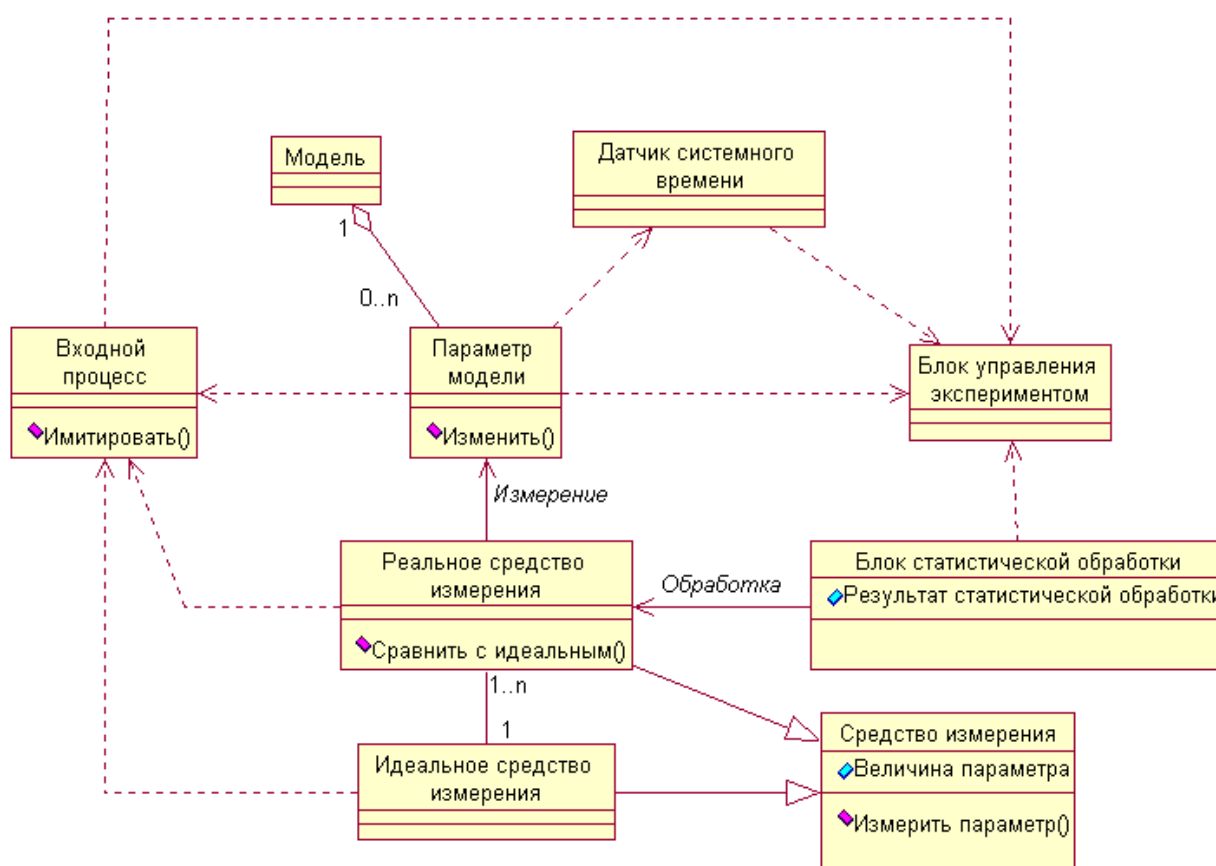 Модель
Датчик системного
времени
1
0..n
Входной
процесс
Имитировать()
Параметр
модели
Изменить()
Блок управления
экспериментом
Измерение
Реальное средство
измерения
Сравнить с идеальным()
Обработка
Блок статистической обработки
Результат статистической обработки
1..n
1
Идеальное средство
измерения
Средство измерения
Величина параметра
Измерить параметр()